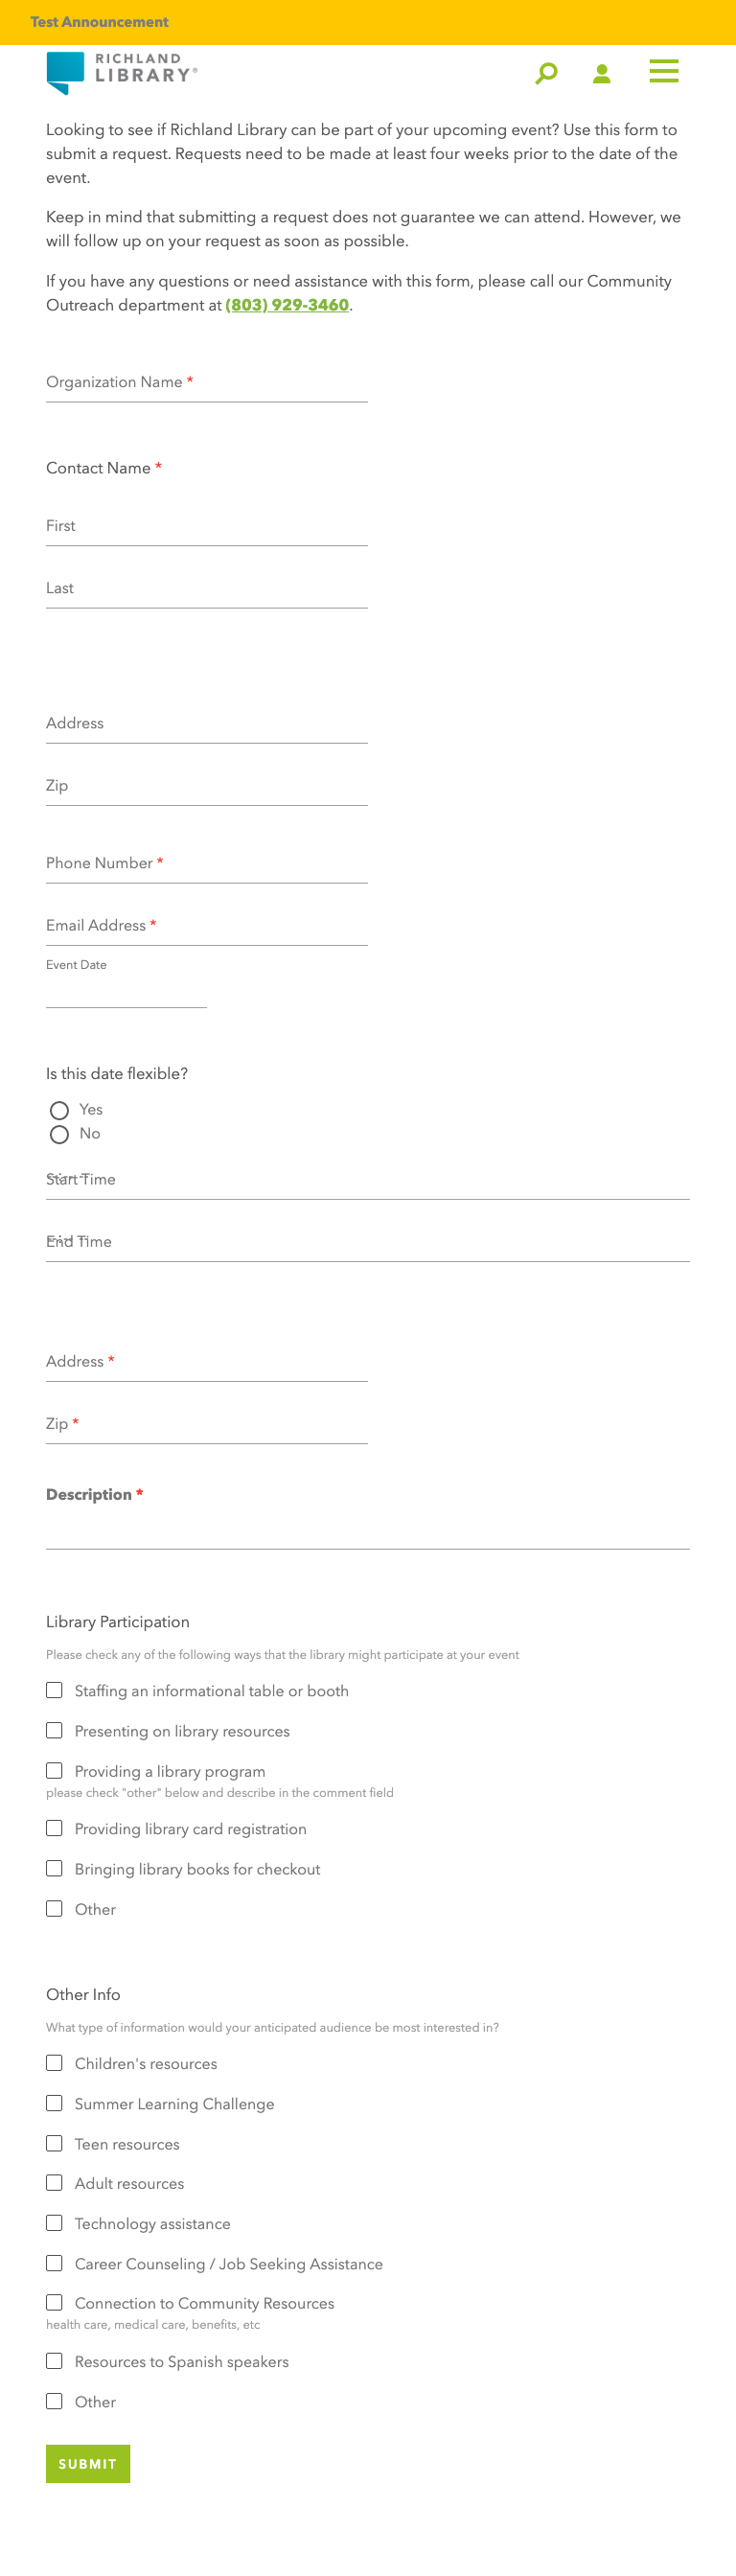 Test Announcement
RICHLAND
LIBRARY®
Looking to see if Richland Library can be part of your upcoming event? Use this form to
submit a request. Requests need to be made at least four weeks prior to the date of the
event.
Keep in mind that submitting a request does not guarantee we can attend. However, we
will follow up on your request as soon as possible.
If you have any questions or need assistance with this form, please call our Community
Outreach department at (803) 929-3460.
Organization Name *
Contact Name *
First
Last
Address
Zip
Phone Number *
Email Address *
Event Date
Is this date flexible?
Yes
No
Start Time
End Time
Address *
Zip *
Description *
Library Participation
Please check any of the following ways that the library might participate at your event
Staffing an informational table or booth
Presenting on library resources
Providing a library program
please check "other" below and describe in the comment field
Providing library card registration
Bringing library books for checkout
Other
Other Info
What type of information would your anticipated audience be most interested in?
Children's resources
Summer Learning Challenge
Teen resources
Adult resources
Technology assistance
Career Counseling / Job Seeking Assistance
Connection to Community Resources
health care, medical care, benefits, etc
Resources to Spanish speakers
Other
SUBMIT